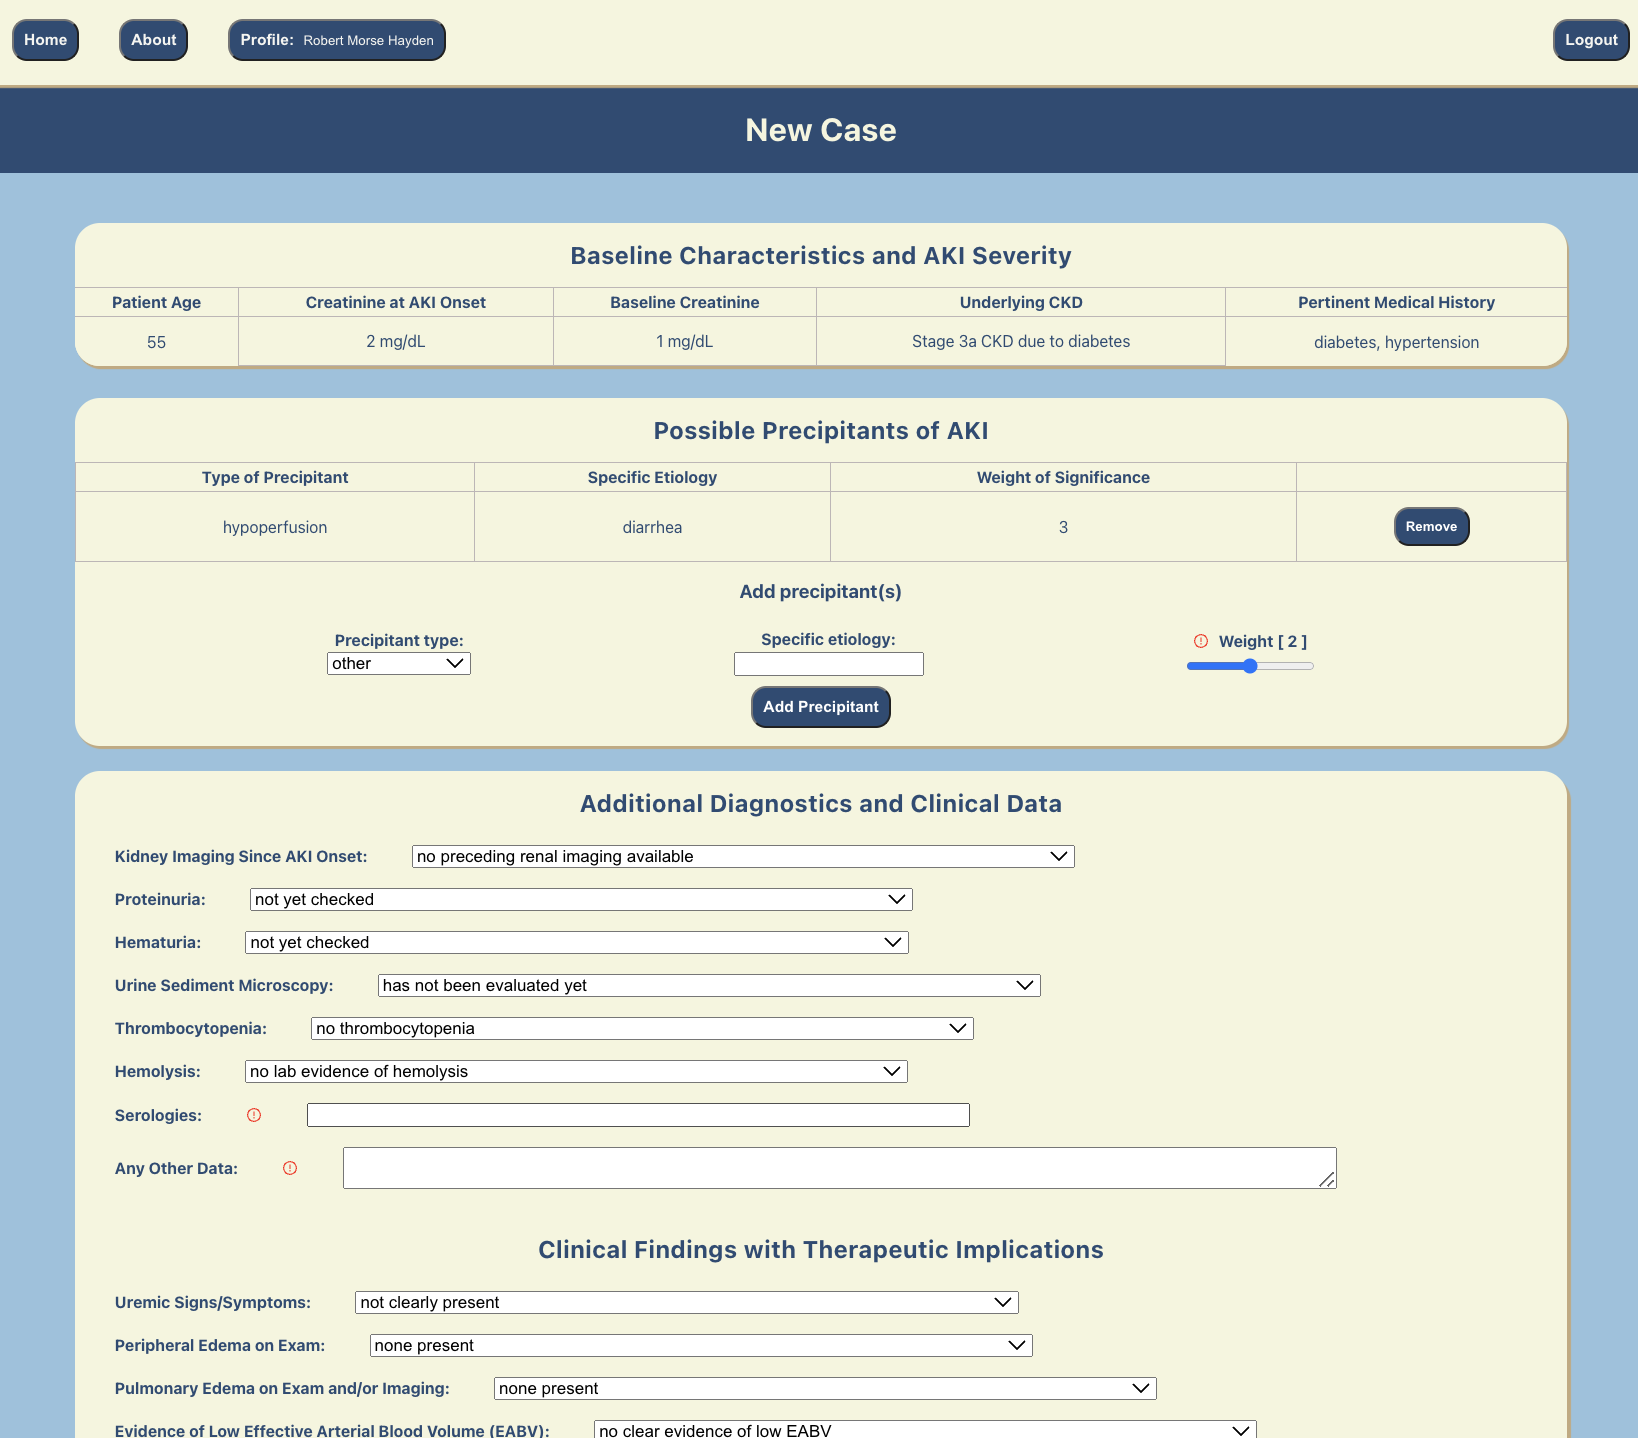 Home About Profile: Robert Morse Hayden Logout
New Case
Baseline Characteristics and AKI Severity
Patient Age Creatinine at AKI Onset Baseline Creatinine Underlying CKD Pertinent Medical History
55 2 mg/dL 1 mg/dL Stage 3a CKD due to diabetes diabetes, hypertension
Possible Precipitants of AKI
Type of Precipitant Specific Etiology Weight of Significance
hypoperfusion diarrhea 3 Remove
Add precipitant(s)
Precipitant type: Specific etiology: Weight [ 2 ]
other
Add Precipitant
Additional Diagnostics and Clinical Data
Kidney Imaging Since AKI Onset: no preceding renal imaging available
Proteinuria: not yet checked
Hematuria: not yet checked
Urine Sediment Microscopy: has not been evaluated yet
Thrombocytopenia: no thrombocytopenia
Hemolysis: no lab evidence of hemolysis
Serologies:
Any Other Data:
Clinical Findings with Therapeutic Implications
Uremic Signs/Symptoms: not clearly present
Peripheral Edema on Exam: none present
Pulmonary Edema on Exam and/or Imaging: none present
Evidence of Low Effective Arterial Blood Volume (EABV): no clear evidence of low EABV